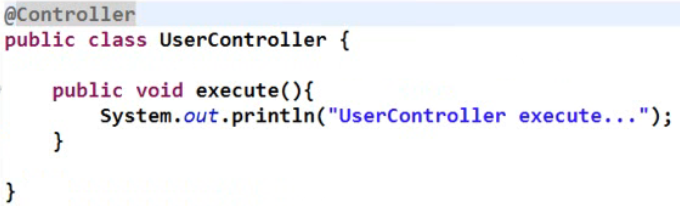 @Controller
public class UserController {
public void execute(){
System.out.println("UserController execute...");
}
}